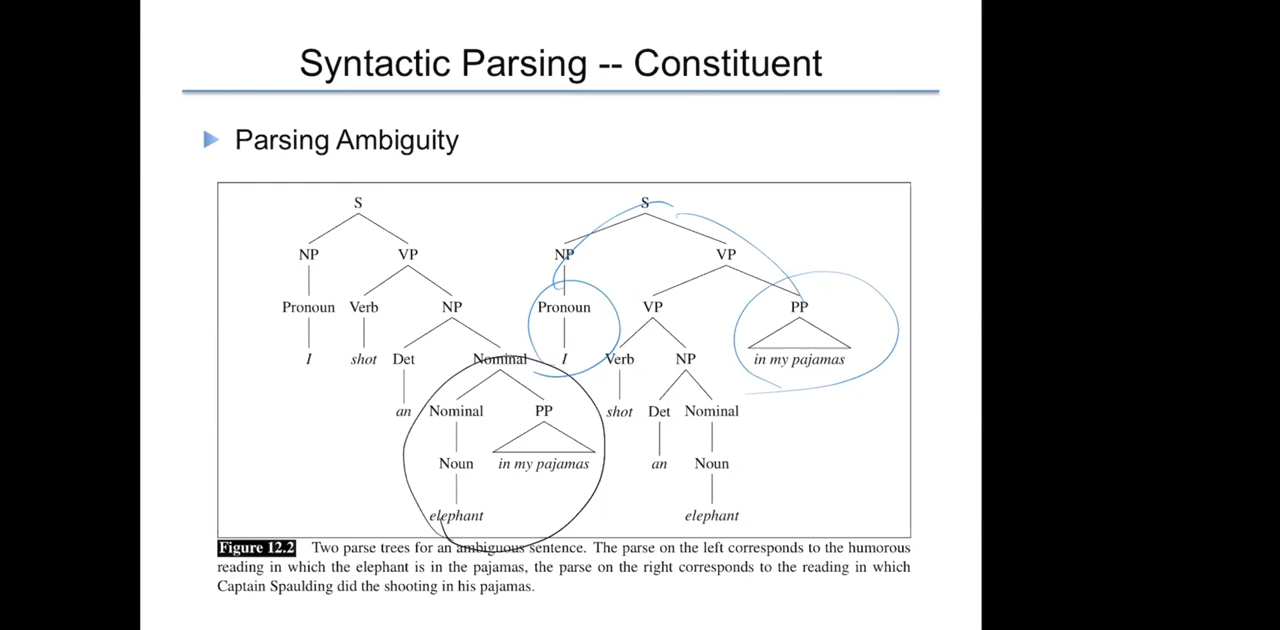 Syntactic Parsing -- Constituent
Parsing Ambiguity
S S
NP VP NP VP
Pronoun Verb NP Pronoun VP PP
I shot Det Nominal I Verb NP in my pajamas
an Nominal PP shot Det Nominal
Noun in my pajamas an Noun
elephant elephant
Figure 12.2 Two parse trees for an ambiguous sentence. The parse on the left corresponds to the humorous
reading in which the elephant is in the pajamas, the parse on the right corresponds to the reading in which
Captain Spaulding did the shooting in his pajamas.